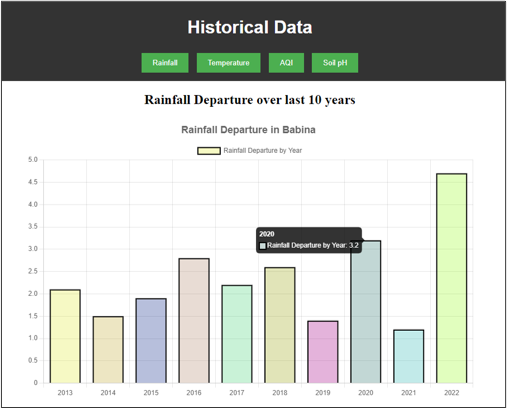 Historical Data
Rainfall Temperature AQI Soil pH
Rainfall Departure over last 10 years
Rainfall Departure in Babina
Rainfall Departure by Year
5.0
4.5
4.0
3.5
2020
Rainfall Departure by Year: 3.2
3.0
2.5
2.0
1.5
1.0
0.5
0
2013 2014 2015 2016 2017 2018 2019 2020 2021 2022